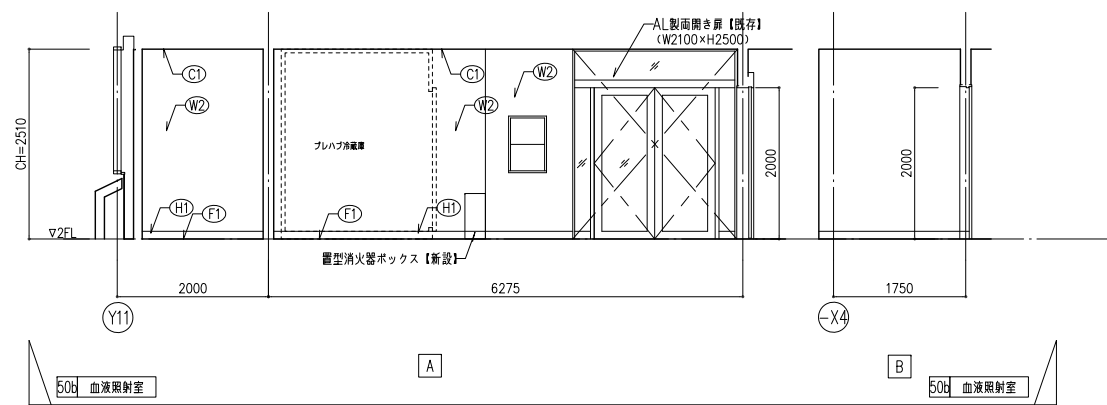 AL製両開き扉【既存】
(W2100×H2500)
C1
C1
W2
W2
W2
CH=2510
プレハブ冷蔵庫
2000
2000
H1
F1
F1
H1
▽2FL
置型消火器ボックス【新設】
2000
6275
1750
Y11
-X4
A
B
50b 血液照射室
50b 血液照射室